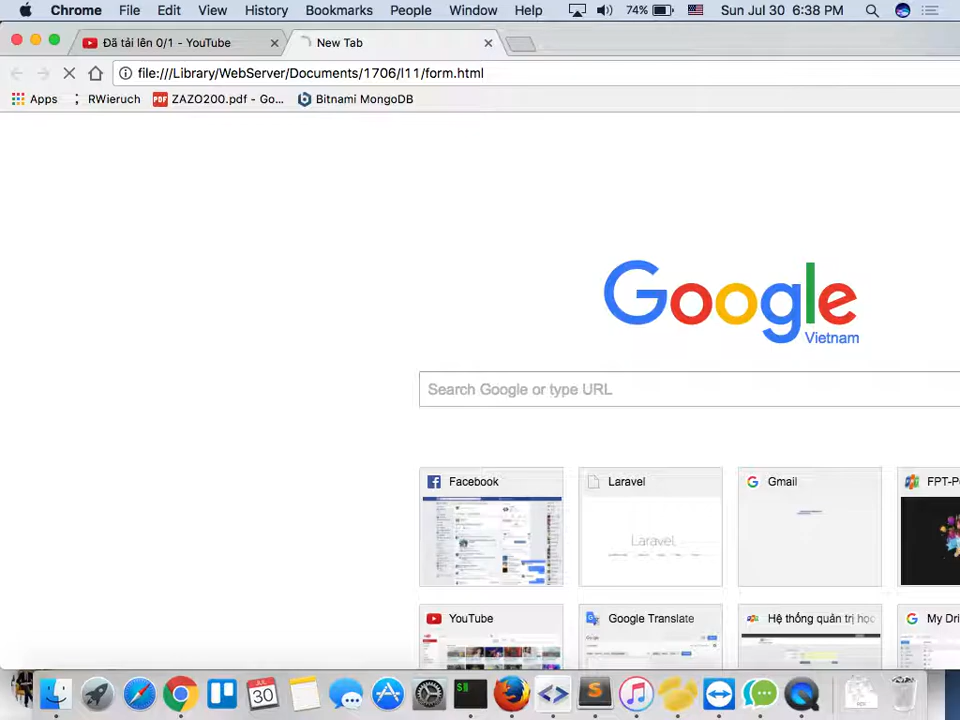 Chrome File Edit View History Bookmarks People Window Help 74% Sun Jul 30 6:38 PM
Đã tải lên 0/1 - YouTube New Tab
file:///Library/WebServer/Documents/1706/l11/form.html
Apps RWieruch ZAZO200.pdf - Go... Bitnami MongoDB
Google
Vietnam
Search Google or type URL
Facebook Laravel Gmail
Laravel
YouTube Google Translate Hệ thống quản trị học My Dri
JUL
30